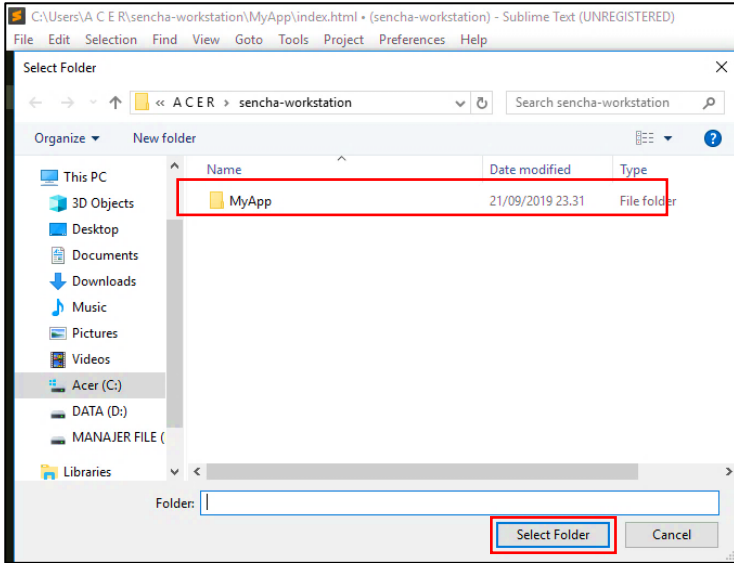 C:\Users\A C E R\sencha-workstation\MyApp\index.html • (sencha-workstation) - Sublime Text (UNREGISTERED)
File Edit Selection Find View Goto Tools Project Preferences Help
Select Folder
« A C E R › sencha-workstation
Search sencha-workstation
Organize
New folder
Name Date modified Type
MyApp 21/09/2019 23.31 File folder
This PC
3D Objects
Desktop
Documents
Downloads
Music
Pictures
Videos
Acer (C:)
DATA (D:)
MANAJER FILE (
Libraries
Folder:
Select Folder
Cancel